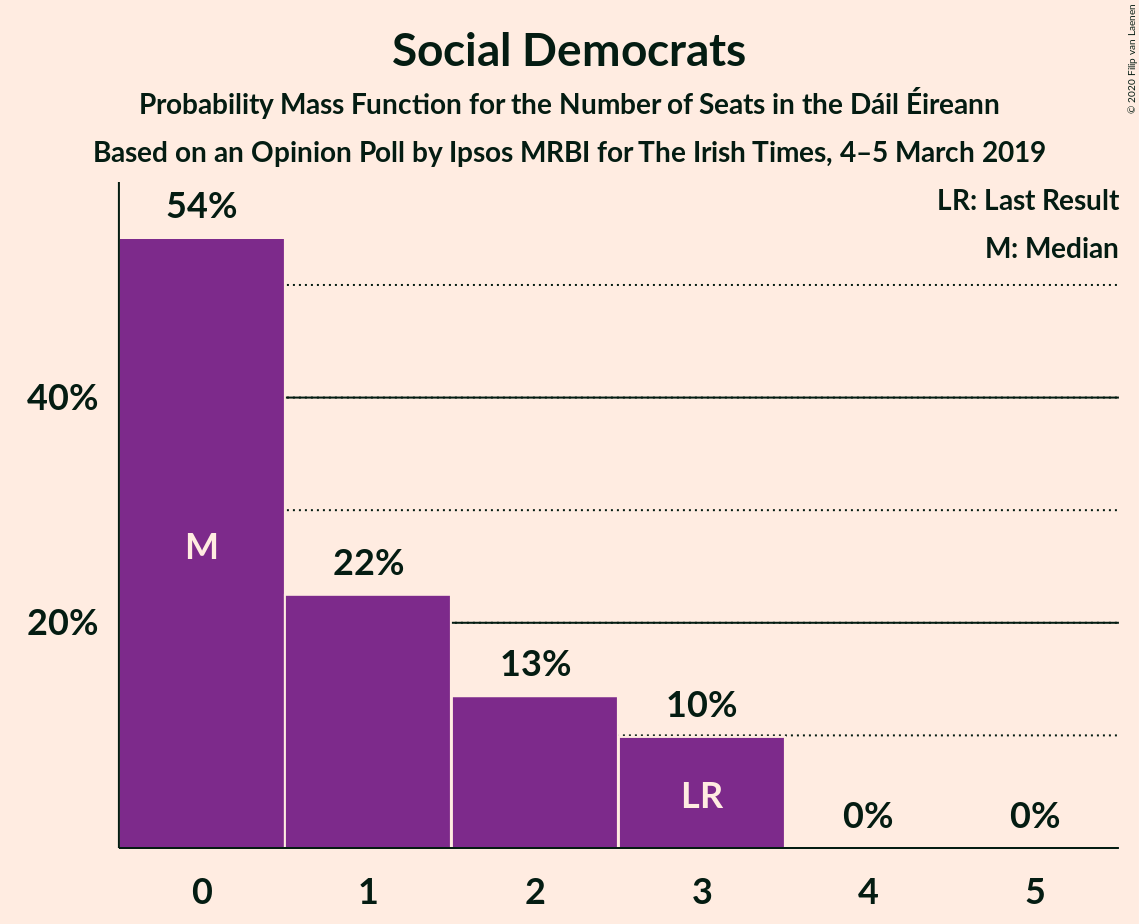 Social Democrats
Probability Mass Function for the Number of Seats in the Dáil Éireann
Based on an Opinion Poll by Ipsos MRBI for The Irish Times, 4–5 March 2019
© 2020 Filip van Laenen
LR: Last Result
M: Median
54%
40%
M
22%
20%
13%
10%
LR
0%
0%
0 1 2 3 4 5